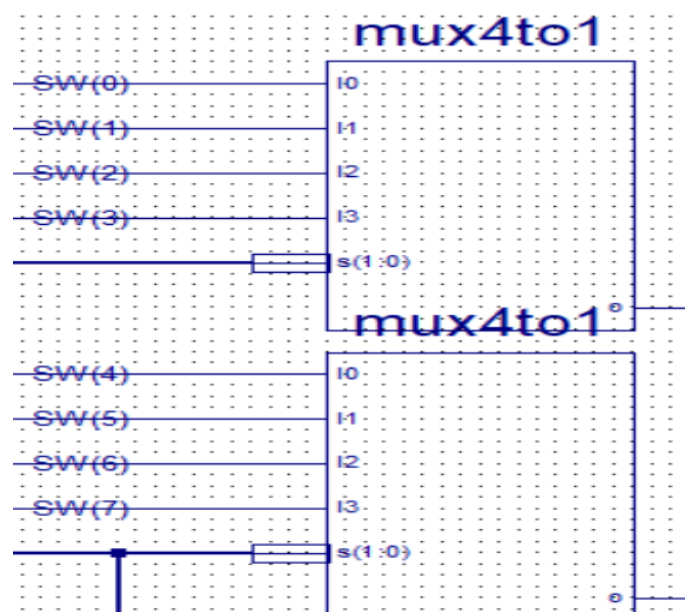 mux4to1
SW(0) I0
SW(1) I1
SW(2) I2
SW(3) I3
s(1:0)
o
mux4to1
SW(4) I0
SW(5) I1
SW(6) I2
SW(7) I3
s(1:0)
o